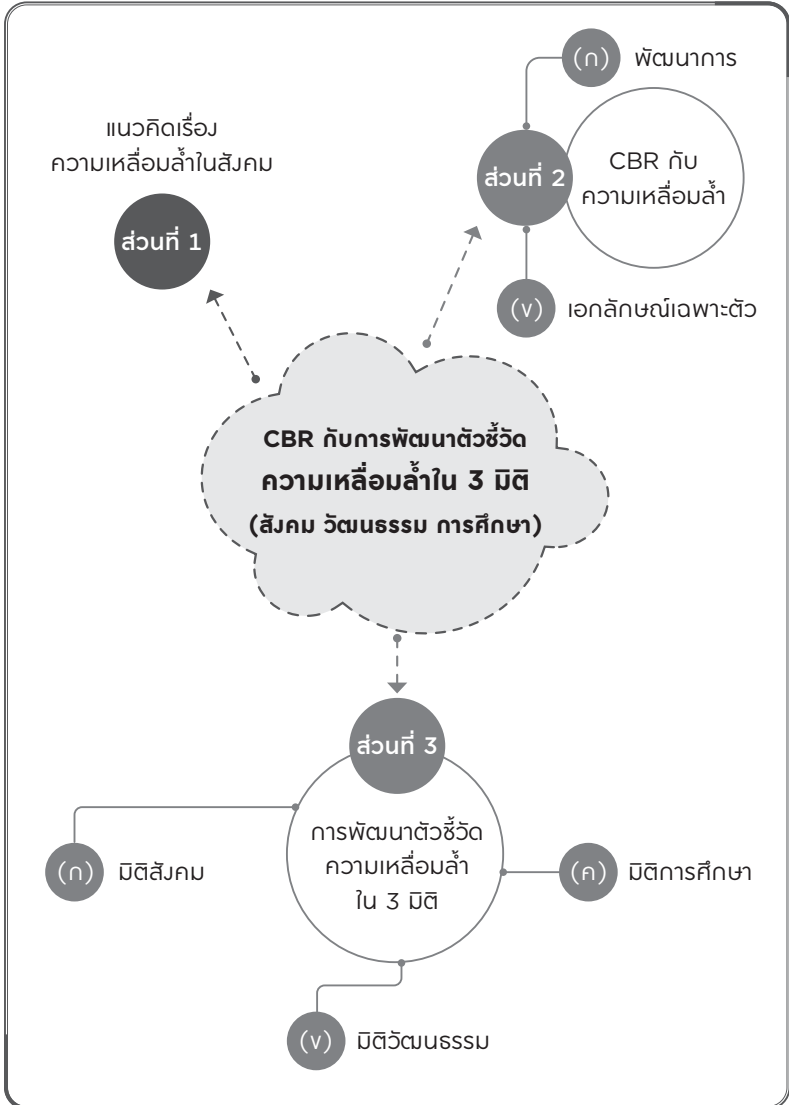 แนวคิดเรื่อง
ความเหลื่อมล้ำในสังคม
ส่วนที่ 1
(ก) พัฒนาการ
ส่วนที่ 2
CBR กับ
ความเหลื่อมล้ำ
(ข) เอกลักษณ์เฉพาะตัว
CBR กับการพัฒนาตัวชี้วัด
ความเหลื่อมล้ำใน 3 มิติ
(สังคม วัฒนธรรม การศึกษา)
ส่วนที่ 3
การพัฒนาตัวชี้วัด
ความเหลื่อมล้ำ
ใน 3 มิติ
(ก) มิติสังคม
(ข) มิติวัฒนธรรม
(ค) มิติการศึกษา